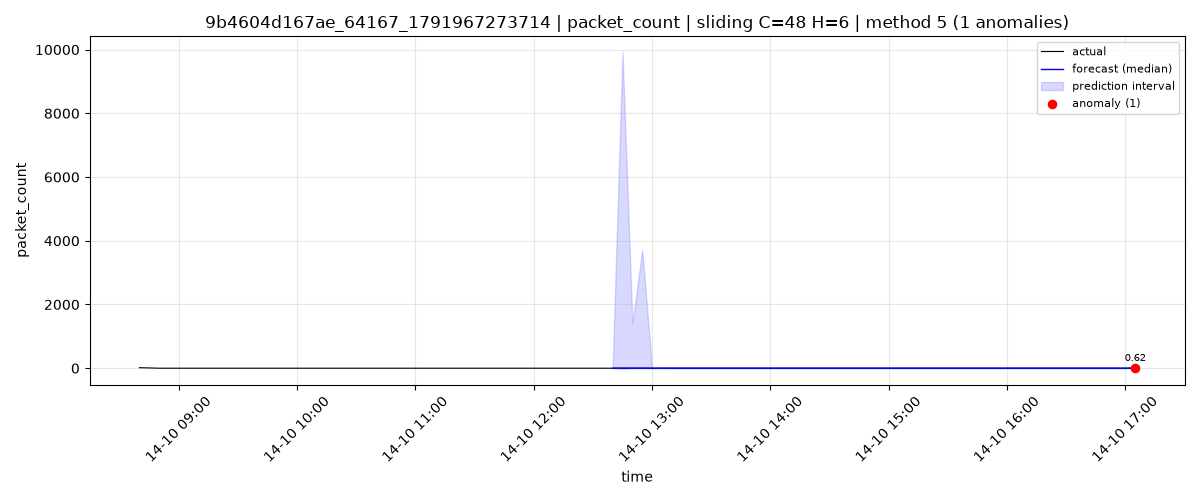 9b4604d167ae_64167_1791967273714 | packet_count | sliding C=48 H=6 | method 5 (1 anomalies)
actual
forecast (median)
prediction interval
anomaly (1)
packet_count
10000
8000
6000
4000
2000
0
0.62
14-10 09:00
14-10 10:00
14-10 11:00
14-10 12:00
14-10 13:00
14-10 14:00
14-10 15:00
14-10 16:00
14-10 17:00
time